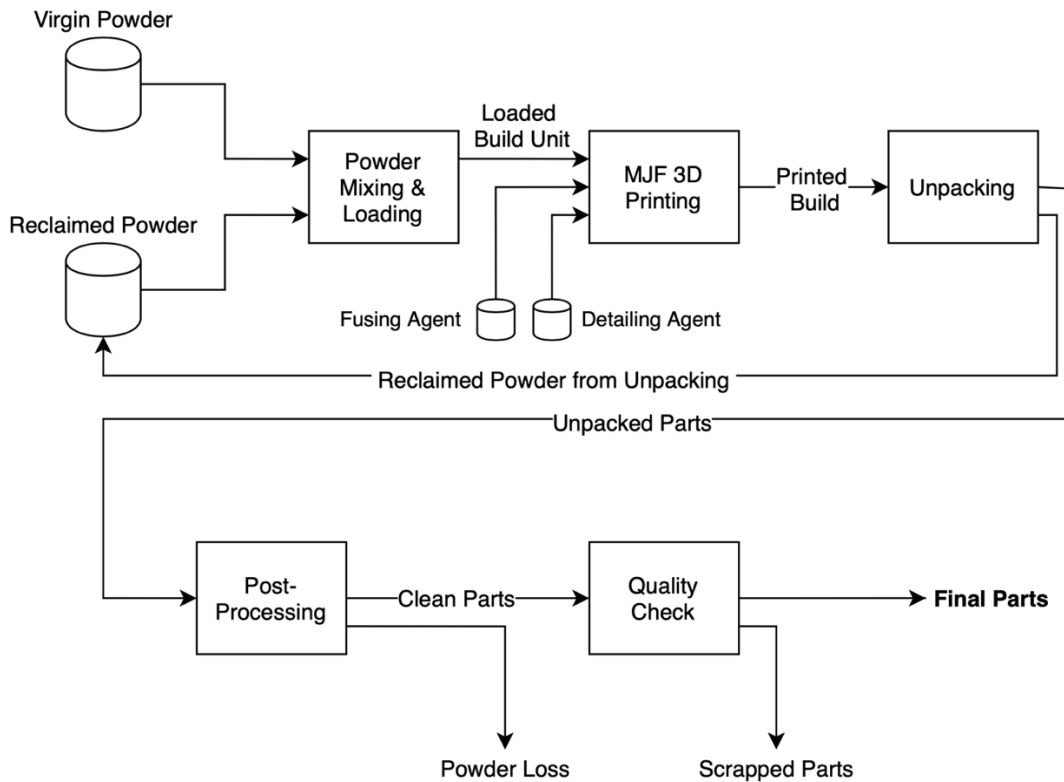 Virgin Powder
Loaded
Build Unit
Powder
Mixing &
Loading
MJF 3D
Printing
Printed
Build
Unpacking
Reclaimed Powder
Fusing Agent
Detailing Agent
Reclaimed Powder from Unpacking
Unpacked Parts
Post-
Processing
Clean Parts
Quality
Check
Final Parts
Powder Loss
Scrapped Parts